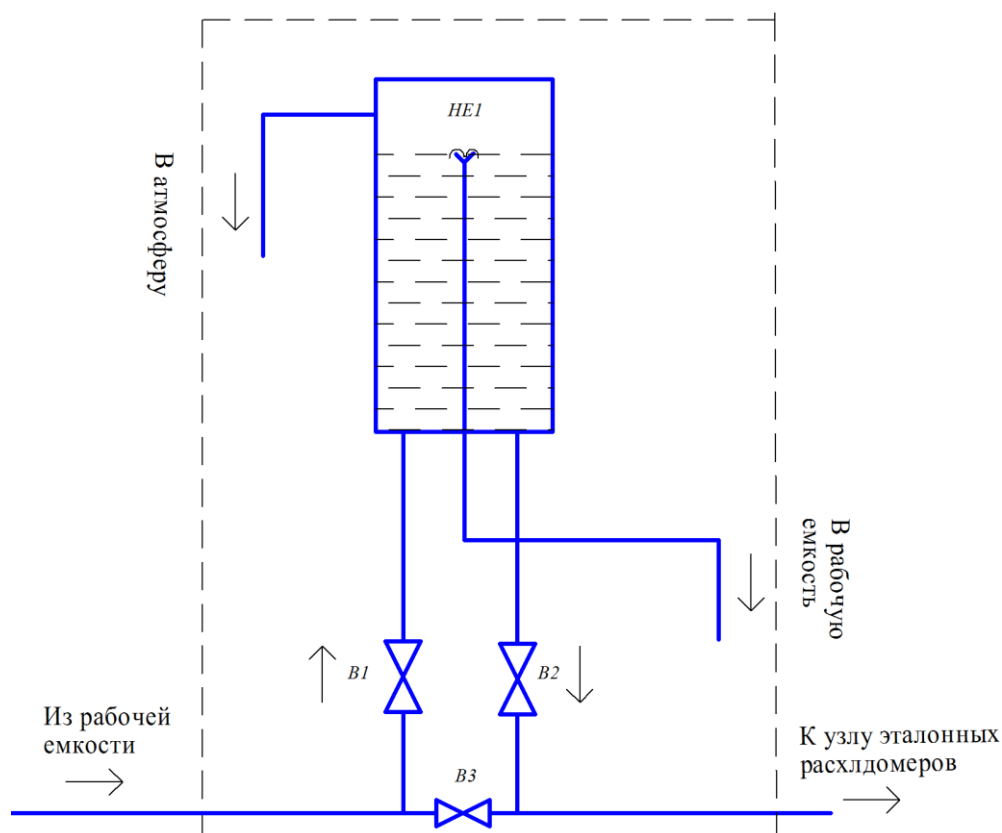 НЕ1
В атмосферу
В рабочую
емкость
В1
В2
Из рабочей
емкости
К узлу эталонных
расхлдомеров
В3